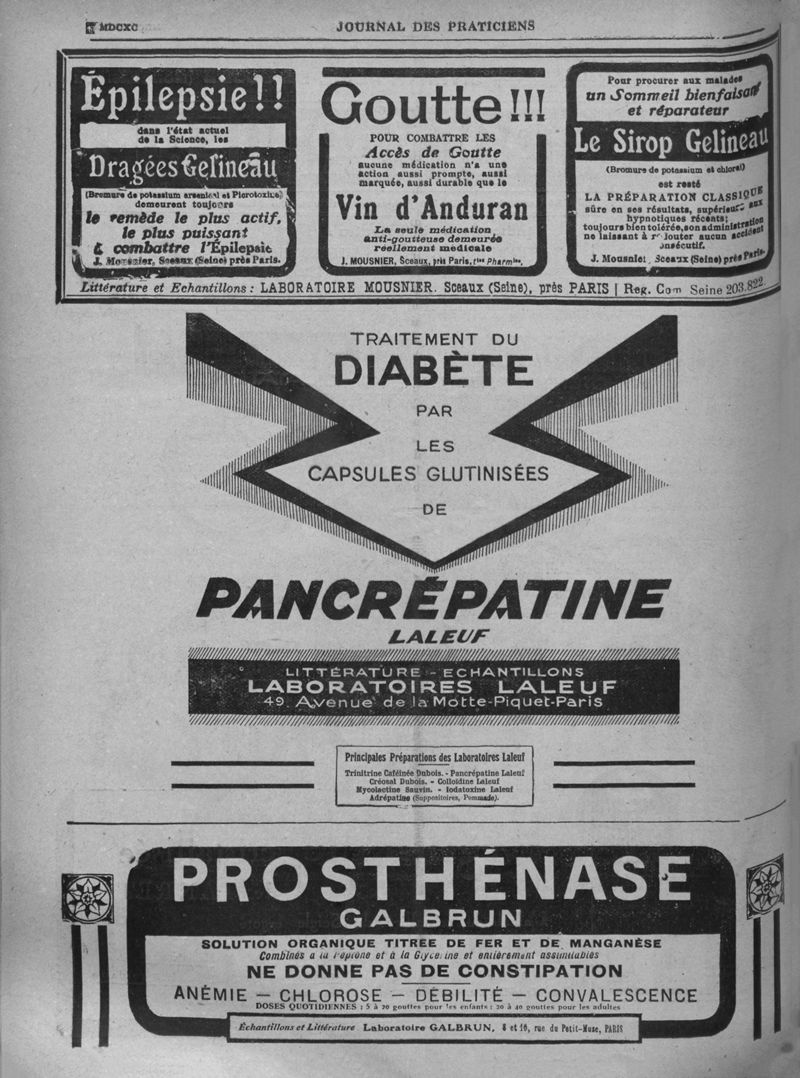 MDCXC
JOURNAL DES PRATICIENS
Épilepsie!!
dans l'état actuel
de la Science, les
Dragées Gelineau
(Bromure de potassium arsenical et Picrotoxine)
demeurent toujours
le remède le plus actif,
le plus puissant
à combattre l'Épilepsie
J. Mousnier, Sceaux (Seine) près Paris.
Goutte!!!
POUR COMBATTRE LES
Accès de Goutte
aucune médication n'a une
action aussi prompte, aussi
marquée, aussi durable que le
Vin d'Anduran
La seule médication
anti-goutteuse demeurée
réellement médicale
J. MOUSNIER, Sceaux, près Paris, ttes Pharmies.
Pour procurer aux malades
un Sommeil bienfaisant
et réparateur
Le Sirop Gelineau
(Bromure de potassium et chloral)
est resté
LA PRÉPARATION CLASSIQUE
sûre en ses résultats, supérieure aux
hypnotiques récents;
toujours bien tolérée, son administration
ne laissant à redouter aucun accident
consécutif.
J. Mousnier, Sceaux (Seine) près Paris.
Littérature et Echantillons: LABORATOIRE MOUSNIER. Sceaux (Seine), près PARIS | Reg. Com Seine 203.822.
TRAITEMENT DU
DIABÈTE
PAR
LES
CAPSULES GLUTINISÉES
DE
PANCRÉPATINE
LALEUF
LITTÉRATURE - ECHANTILLONS
LABORATOIRES LALEUF
49. Avenue de la Motte-Piquet-Paris
Principales Préparations des Laboratoires Laleuf
Trinitrine Caféinée Dubois. - Pancrépatine Laleuf
Créosal Dubois. - Colloïdine Laleuf
Mycolactine Sauvin. - Iodatoxine Laleuf
Adrépatine (Suppositoires, Pommade).
PROSTHÉNASE
GALBRUN
SOLUTION ORGANIQUE TITRÉE DE FER ET DE MANGANÈSE
Combinés à la Peptone et à la Glycérine et entièrement assimilables
NE DONNE PAS DE CONSTIPATION
ANÉMIE — CHLOROSE — DÉBILITÉ — CONVALESCENCE
DOSES QUOTIDIENNES : 5 à 20 gouttes pour les enfants ; 20 à 40 gouttes pour les adultes
Échantillons et Littérature Laboratoire GALBRUN, 8 et 10, rue du Petit-Musc, PARIS